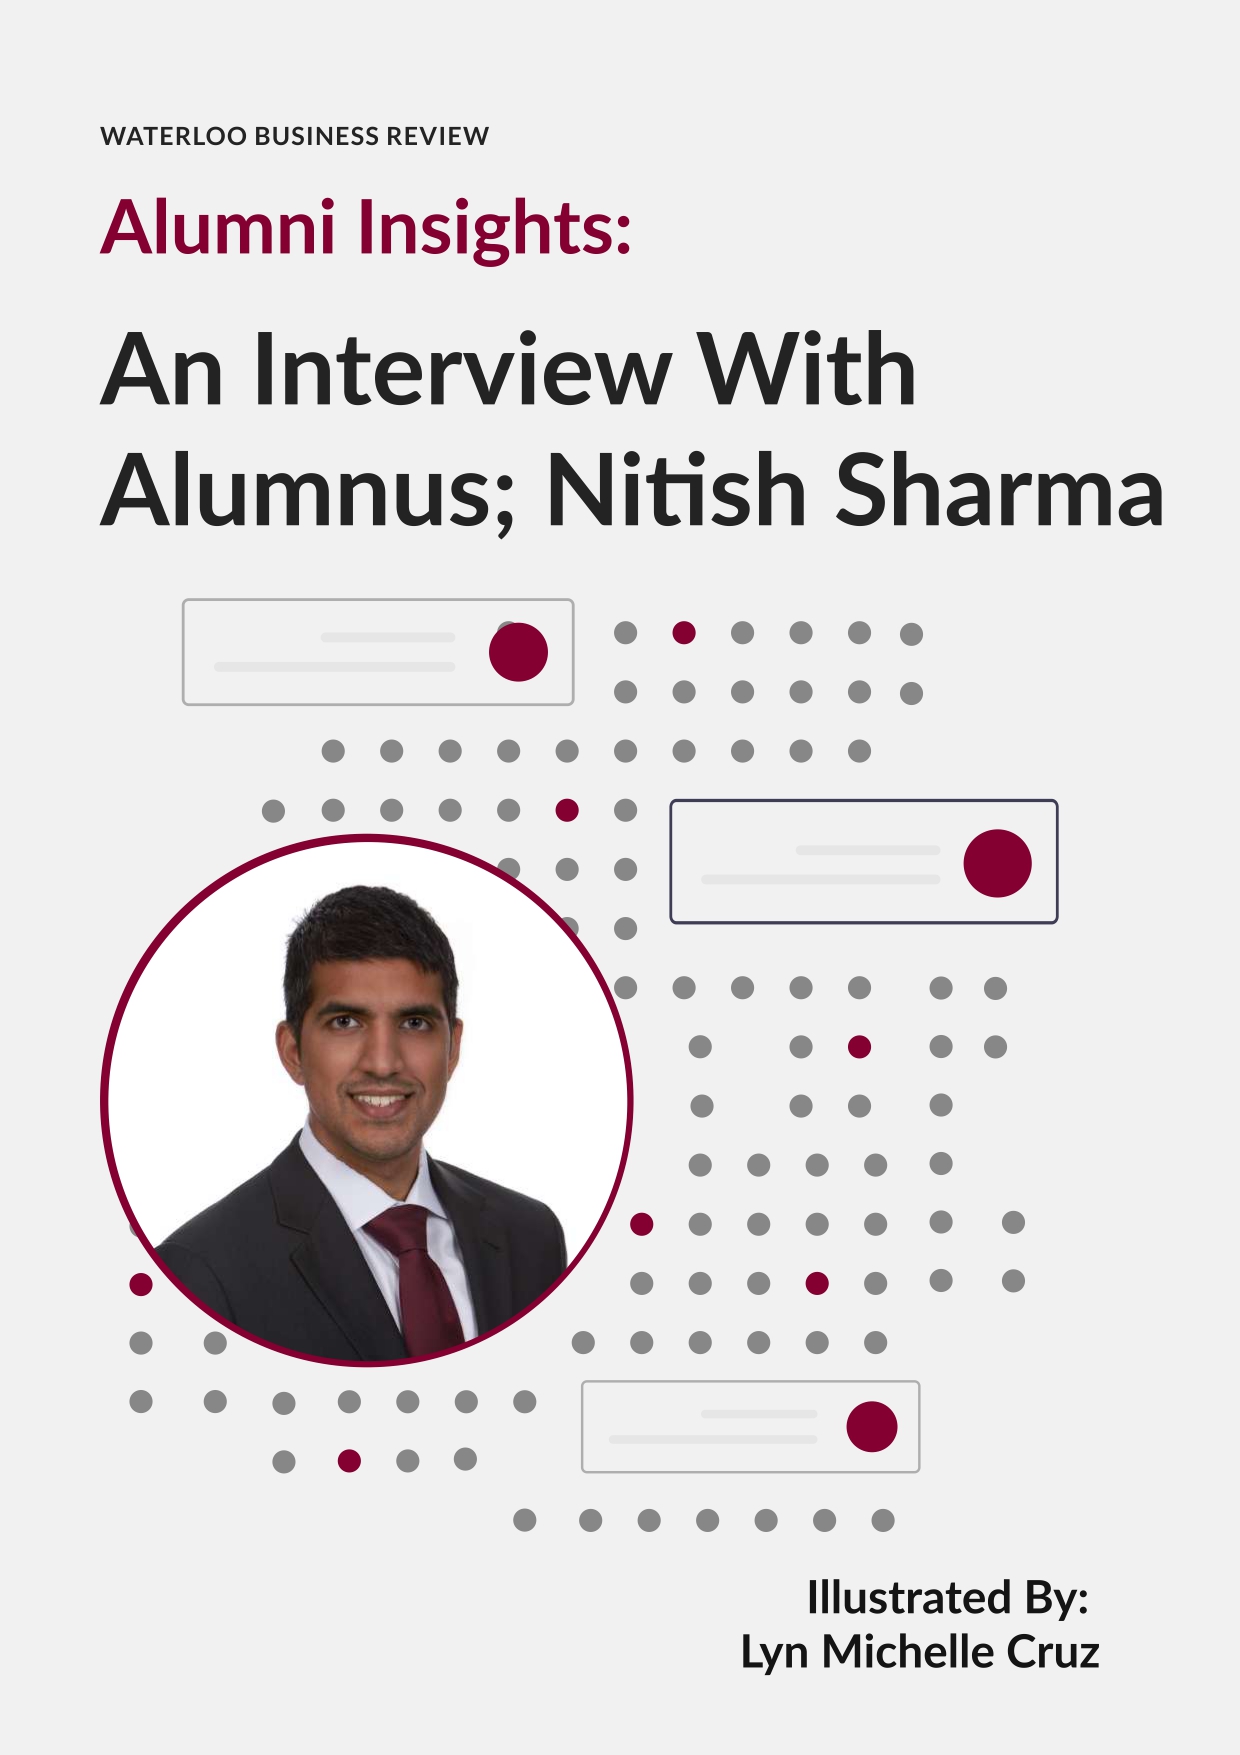 WATERLOO BUSINESS REVIEW
Alumni Insights:
An Interview With
Alumnus; Nitish Sharma
Illustrated By:
Lyn Michelle Cruz